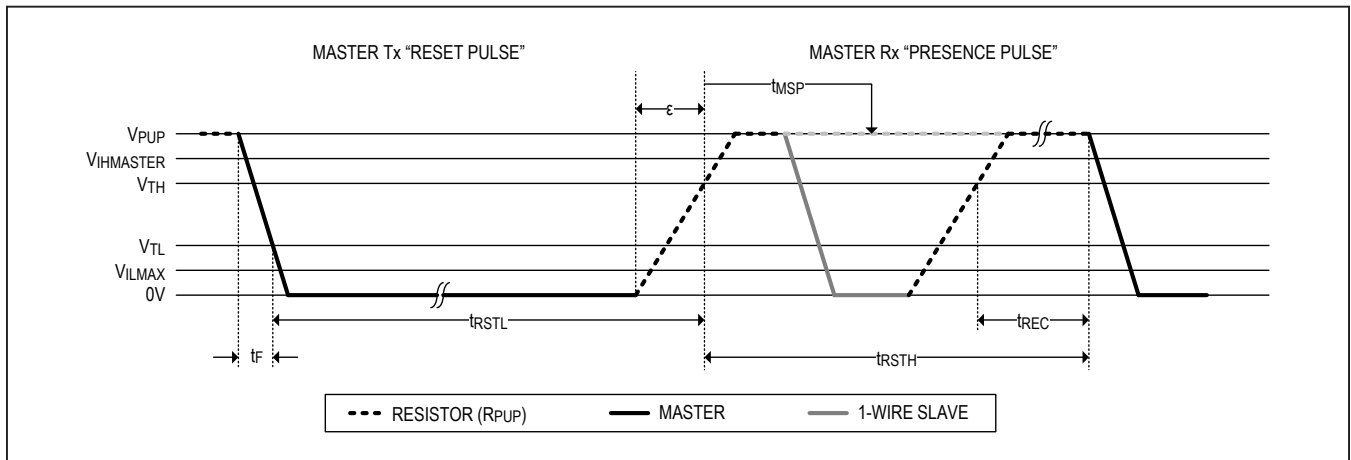 MASTER Tx “RESET PULSE”
MASTER Rx “PRESENCE PULSE”
tMSP
ε
VPUP
VIHMASTER
VTH
VTL
VILMAX
0V
tRSTL
tREC
tF
tRSTH
RESISTOR (RPUP)
MASTER
1-WIRE SLAVE